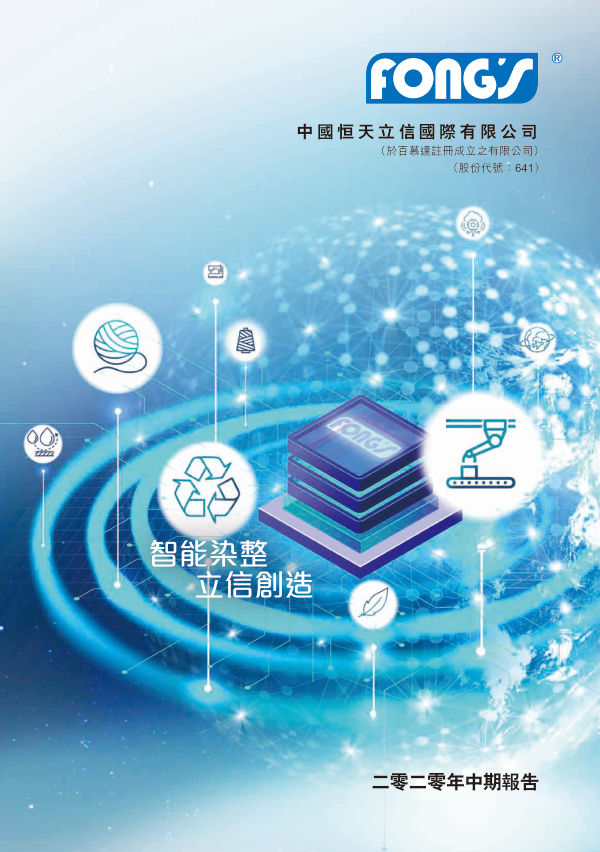 FONG'S®
中國恒天立信國際有限公司
(於百慕達註冊成立之有限公司)
(股份代號：641)
FONG'S
智能染整
立信創造
二零二零年中期報告